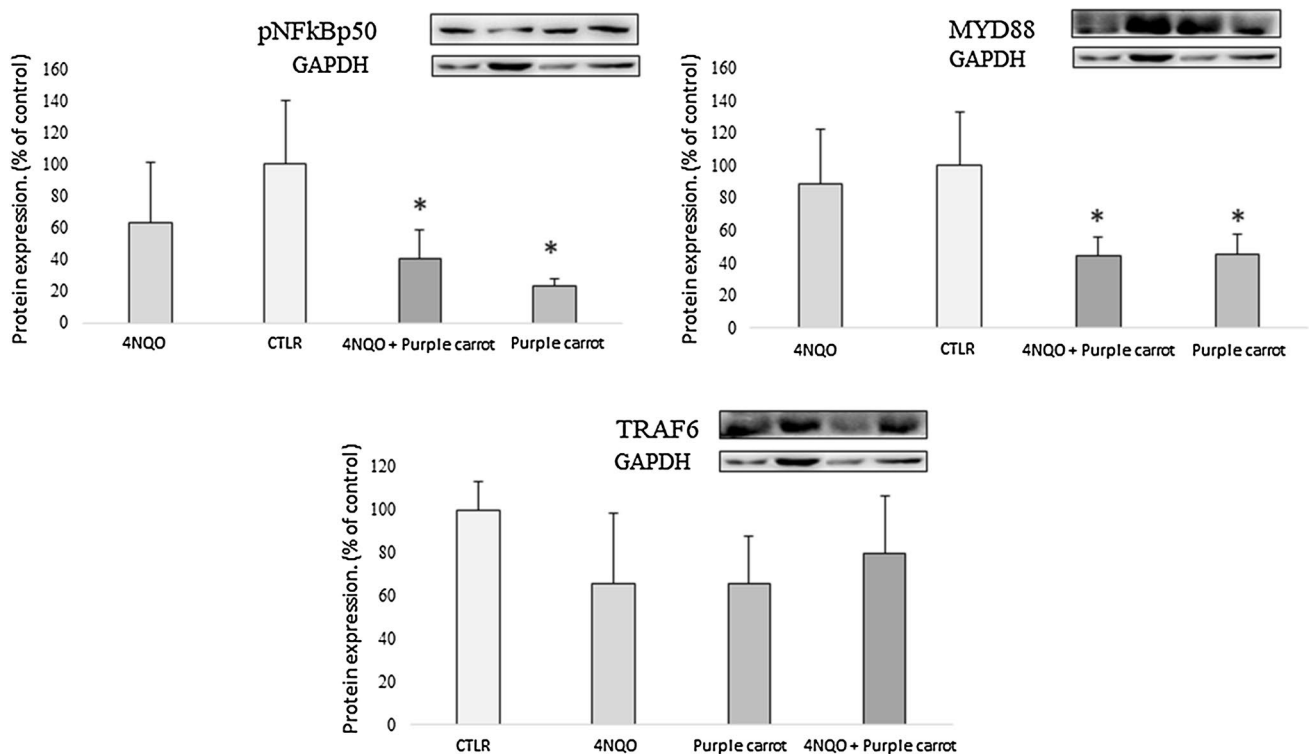 pNFkBp50
GAPDH
Protein expression. (% of control)
160
140
120
100
80
60
40
20
0
*
*
4NQO
CTLR
4NQO + Purple carrot
Purple carrot
MYD88
GAPDH
Protein expression. (% of control)
160
140
120
100
80
60
40
20
0
*
*
4NQO
CTLR
4NQO + Purple carrot
Purple carrot
TRAF6
GAPDH
Protein expression. (% of control)
120
100
80
60
40
20
0
CTLR
4NQO
Purple carrot
4NQO + Purple carrot